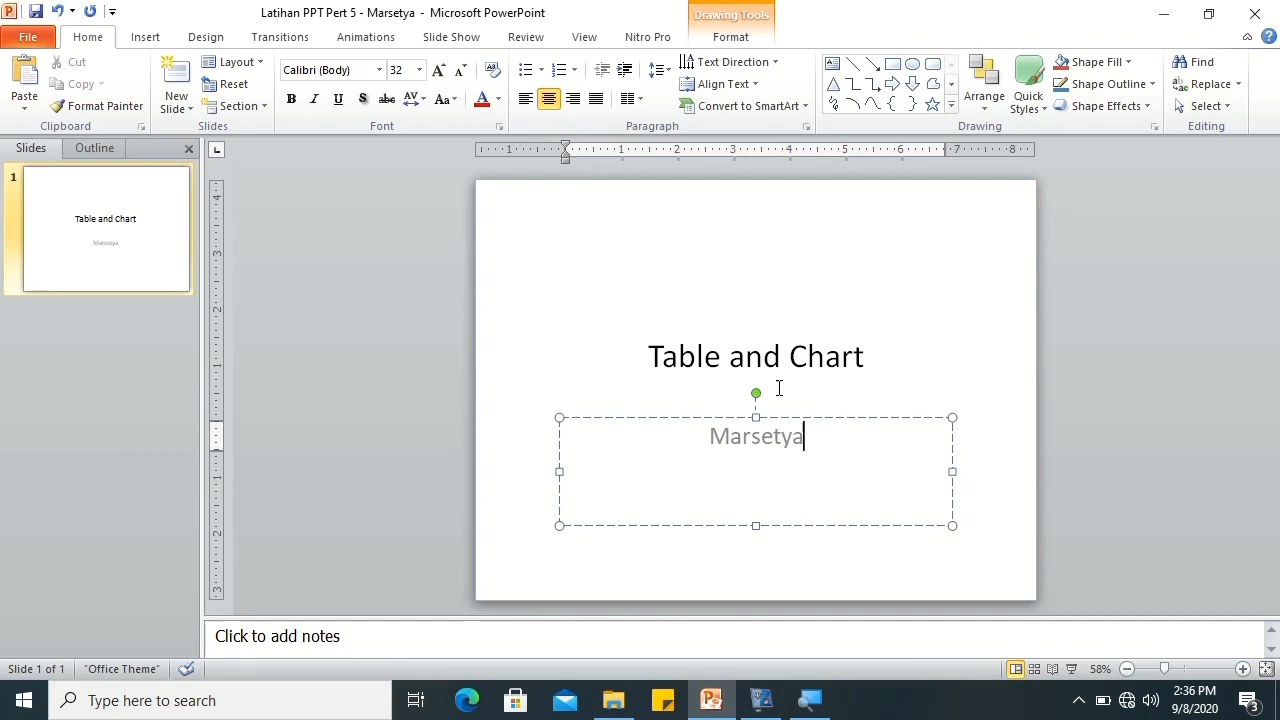 Latihan PPT Pert 5 - Marsetya - Microsoft PowerPoint
Drawing Tools
File Home Insert Design Transitions Animations Slide Show Review View Nitro Pro Format
Paste
Cut
Copy
Format Painter
Clipboard
New Slide
Layout
Reset
Section
Slides
Calibri (Body) 32
B I U S abc AV Aa A
Font
Text Direction
Align Text
Convert to SmartArt
Paragraph
Arrange
Quick Styles
Shape Fill
Shape Outline
Shape Effects
Drawing
Find
Replace
Select
Editing
Slides Outline
1
Table and Chart
Marsetya
Table and Chart
Marsetya
Click to add notes
Slide 1 of 1 "Office Theme" 58%
Type here to search
2:36 PM
9/8/2020
3